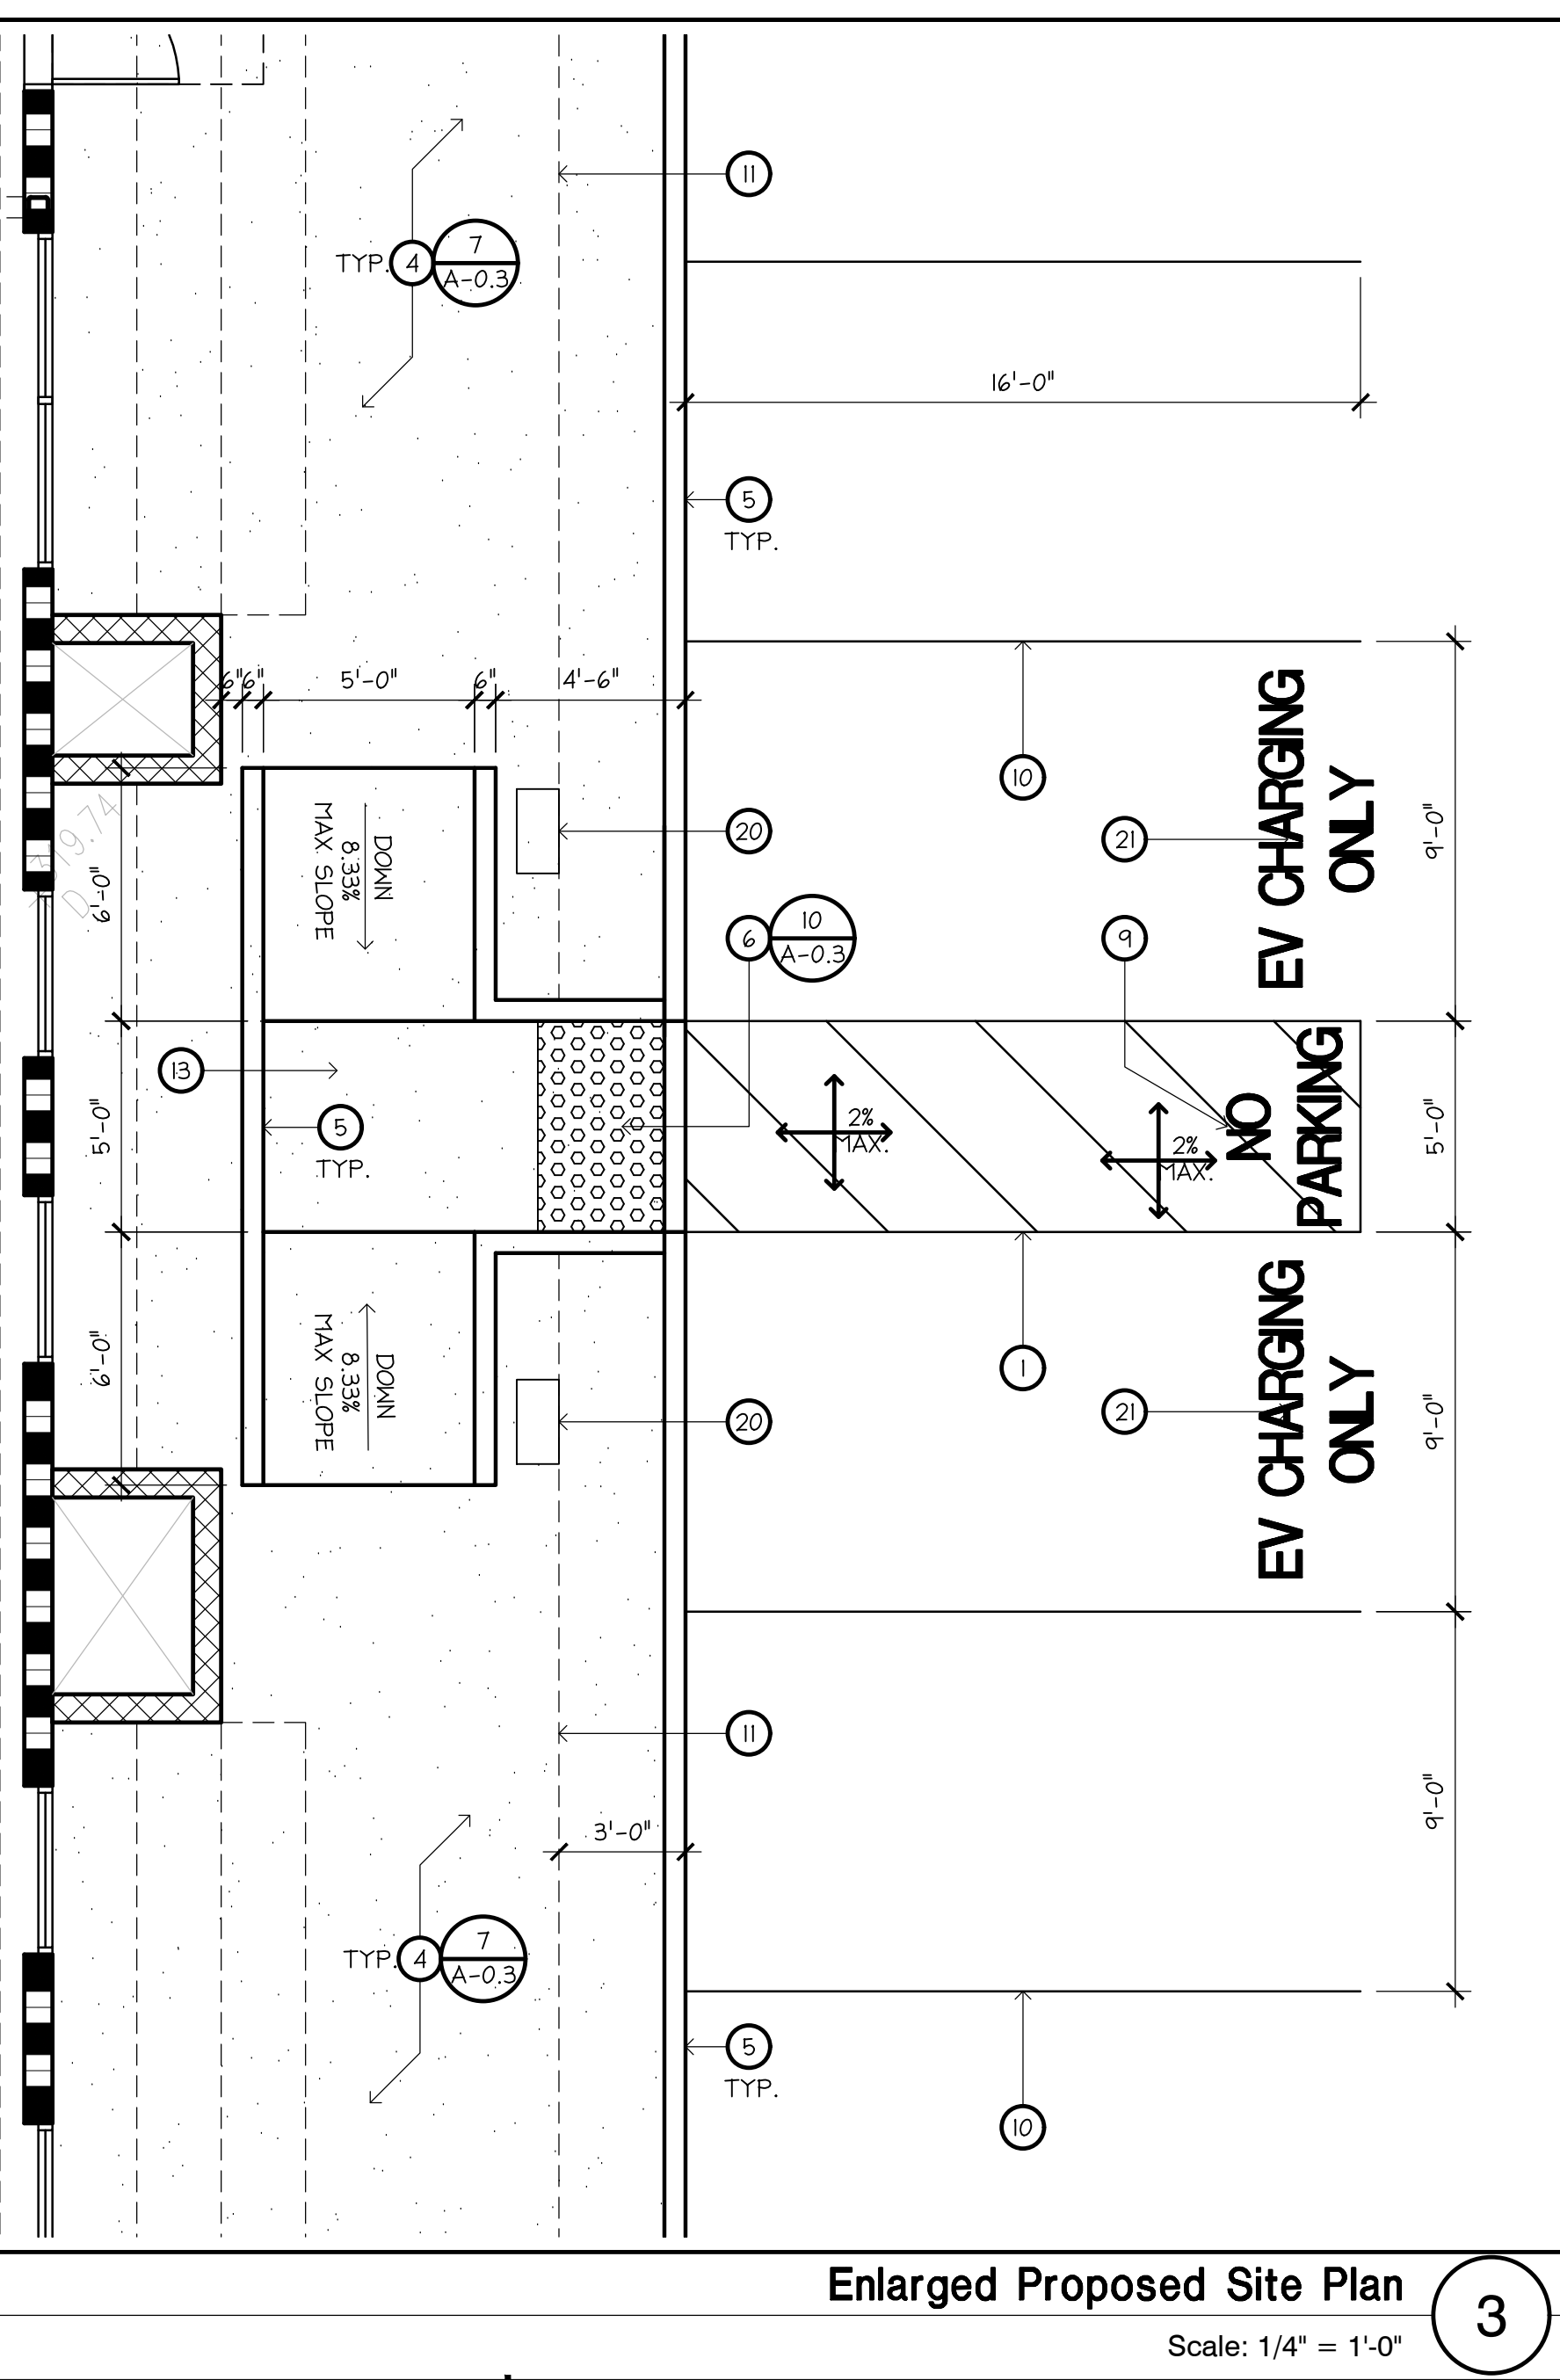 11
TYP. 4
7
A-0.3
16'-0"
5
TYP.
6"
6"
5'-0"
6"
4'-6"
EV CHARGING
ONLY
9'-0"
10
DOWN
8.33%
MAX SLOPE
20
21
6'-0"
6
10
A-0.3
9
13
5'-0"
5
TYP.
2%
MAX.
2%
MAX.
NO
PARKING
5'-0"
DOWN
8.33%
MAX SLOPE
6'-0"
1
20
21
EV CHARGING
ONLY
9'-0"
11
3'-0"
9'-0"
TYP. 4
7
A-0.3
5
TYP.
10
Enlarged Proposed Site Plan
3
Scale: 1/4" = 1'-0"